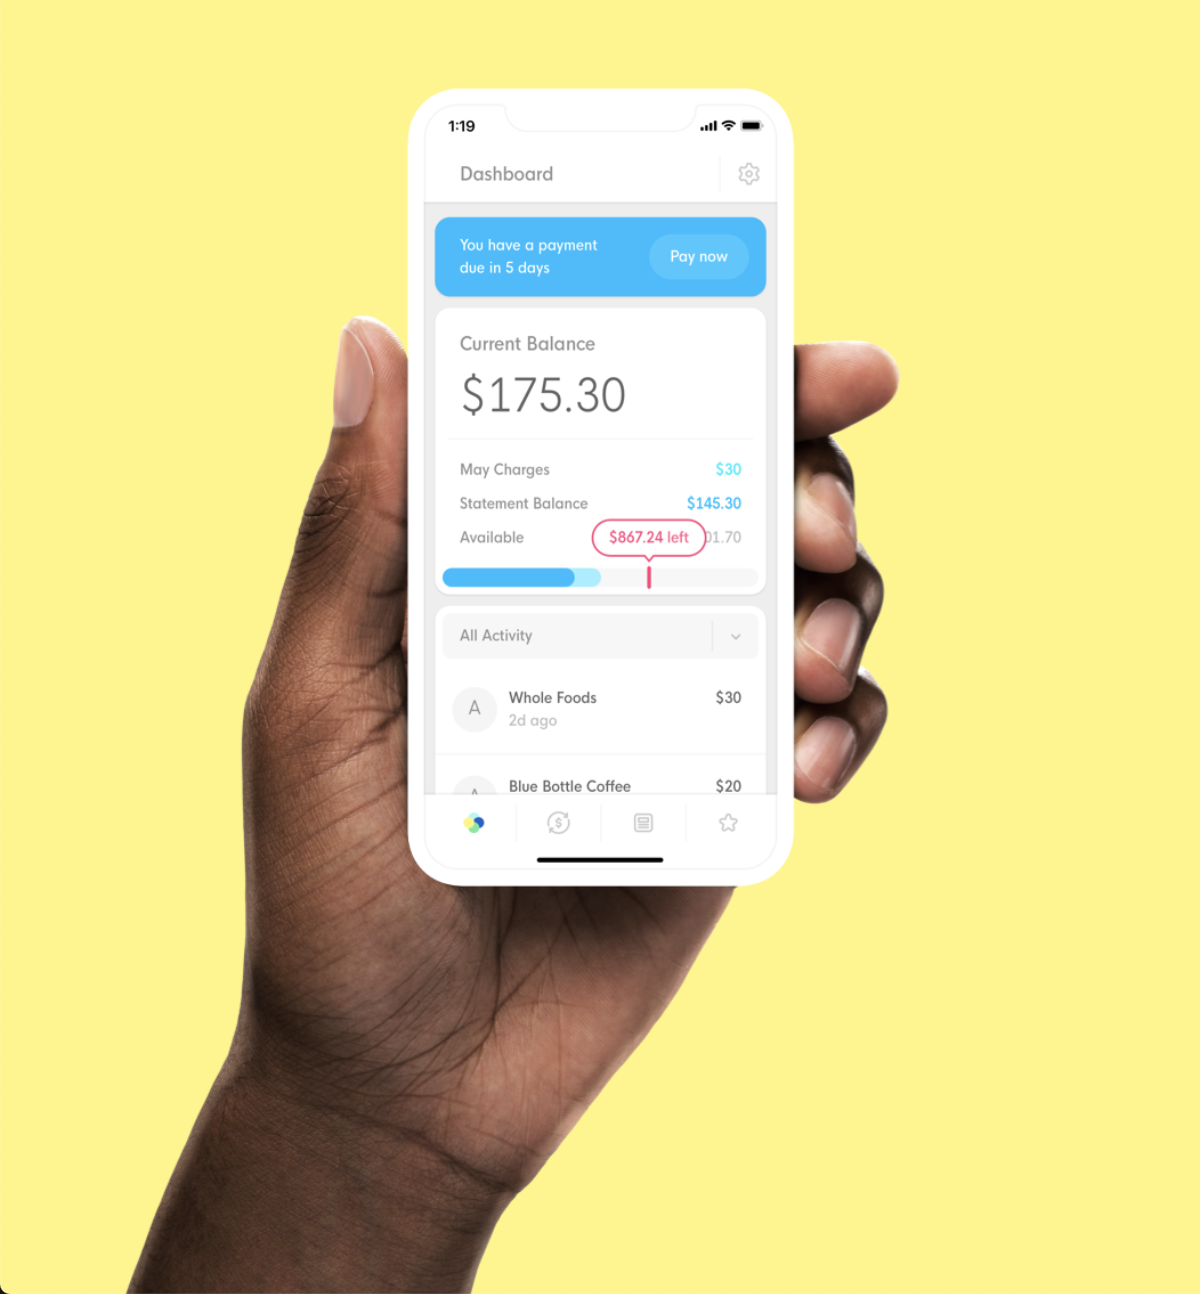 1:19
Dashboard
You have a payment
due in 5 days
Pay now
Current Balance
$175.30
May Charges $30
Statement Balance $145.30
Available $867.24 left 01.70
All Activity
A
Whole Foods $30
2d ago
A
Blue Bottle Coffee $20